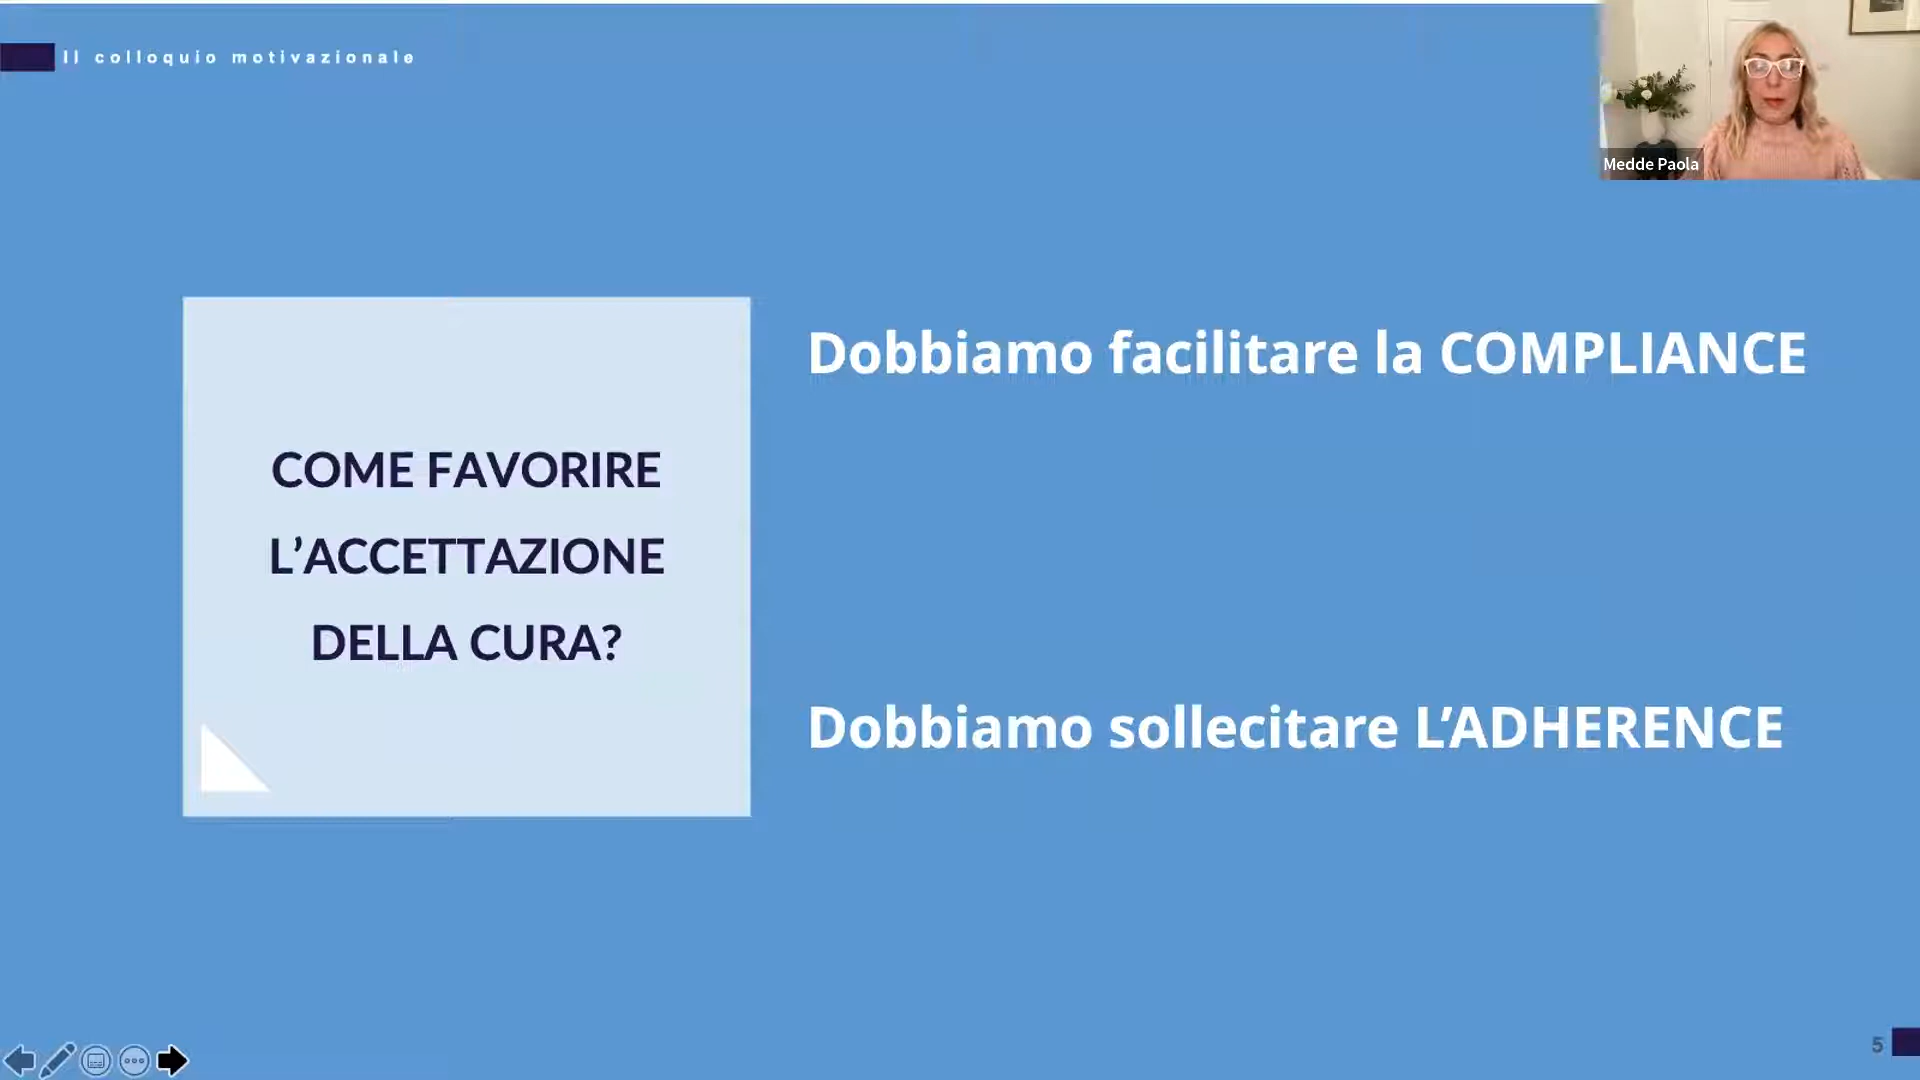 Il colloquio motivazionale
Medde Paola
COME FAVORIRE
L’ACCETTAZIONE
DELLA CURA?
Dobbiamo facilitare la COMPLIANCE
Dobbiamo sollecitare L’ADHERENCE
5